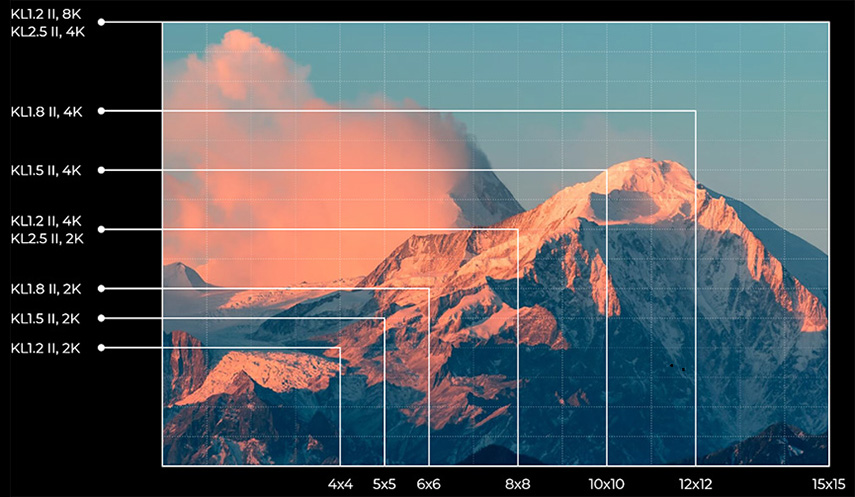 KL1.2 II, 8K
KL2.5 II, 4K
KL1.8 II, 4K
KL1.5 II, 4K
KL1.2 II, 4K
KL2.5 II, 2K
KL1.8 II, 2K
KL1.5 II, 2K
KL1.2 II, 2K
4x4 5x5 6x6 8x8 10x10 12x12 15x15